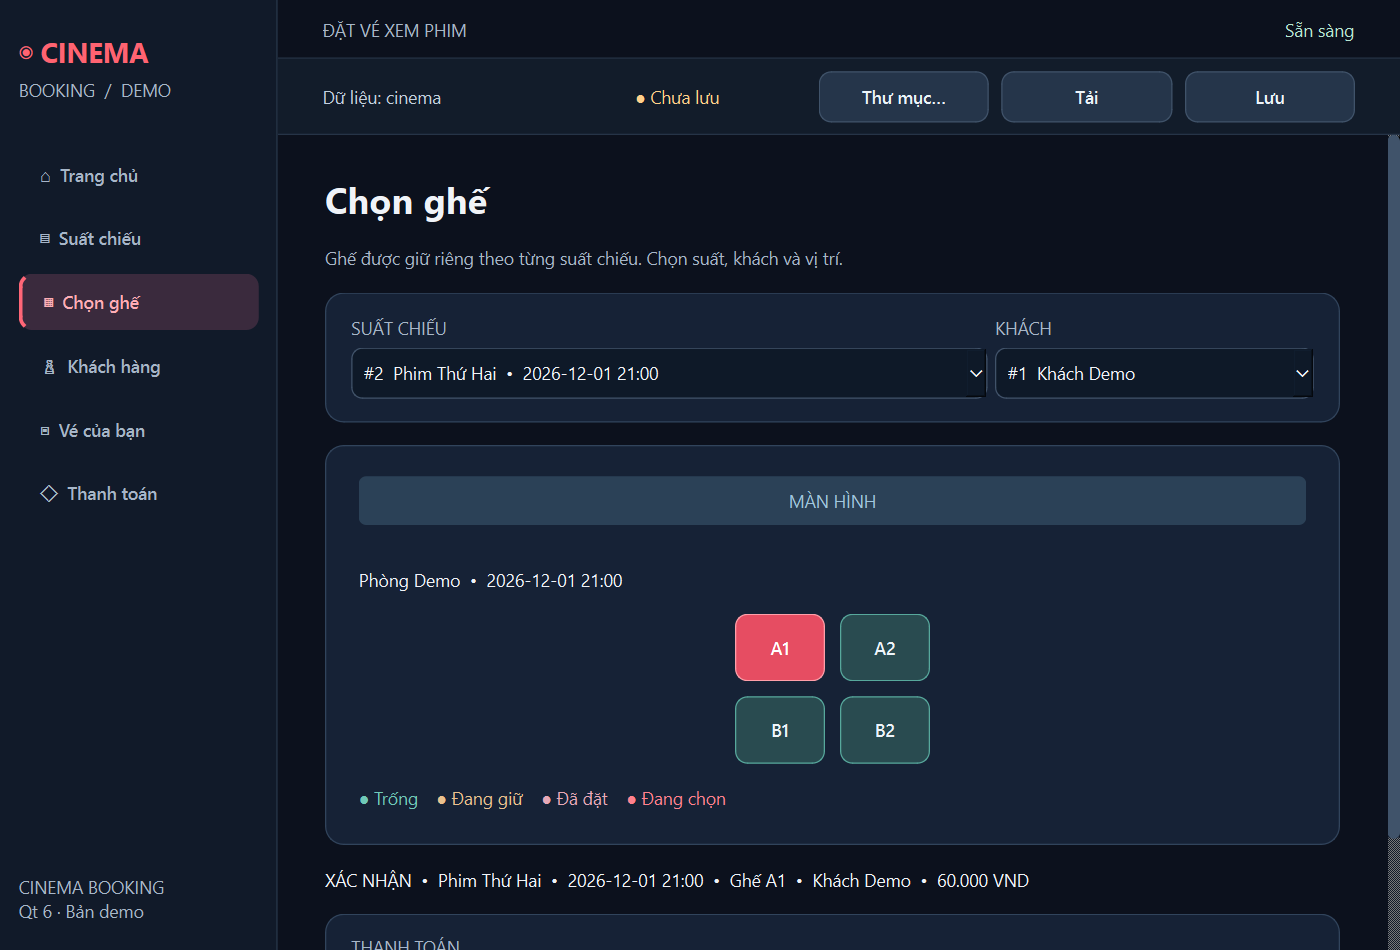 CINEMA
BOOKING / DEMO
Trang chủ
Suất chiếu
Chọn ghế
Khách hàng
Vé của bạn
Thanh toán
CINEMA BOOKING
Qt 6 · Bản demo
ĐẶT VÉ XEM PHIM
Sẵn sàng
Dữ liệu: cinema
● Chưa lưu
Thư mục...
Tải
Lưu
Chọn ghế
Ghế được giữ riêng theo từng suất chiếu. Chọn suất, khách và vị trí.
SUẤT CHIẾU
KHÁCH
#2 Phim Thứ Hai • 2026-12-01 21:00
#1 Khách Demo
MÀN HÌNH
Phòng Demo • 2026-12-01 21:00
A1
A2
B1
B2
● Trống ● Đang giữ ● Đã đặt ● Đang chọn
XÁC NHẬN • Phim Thứ Hai • 2026-12-01 21:00 • Ghế A1 • Khách Demo • 60.000 VND
THANH TOÁN